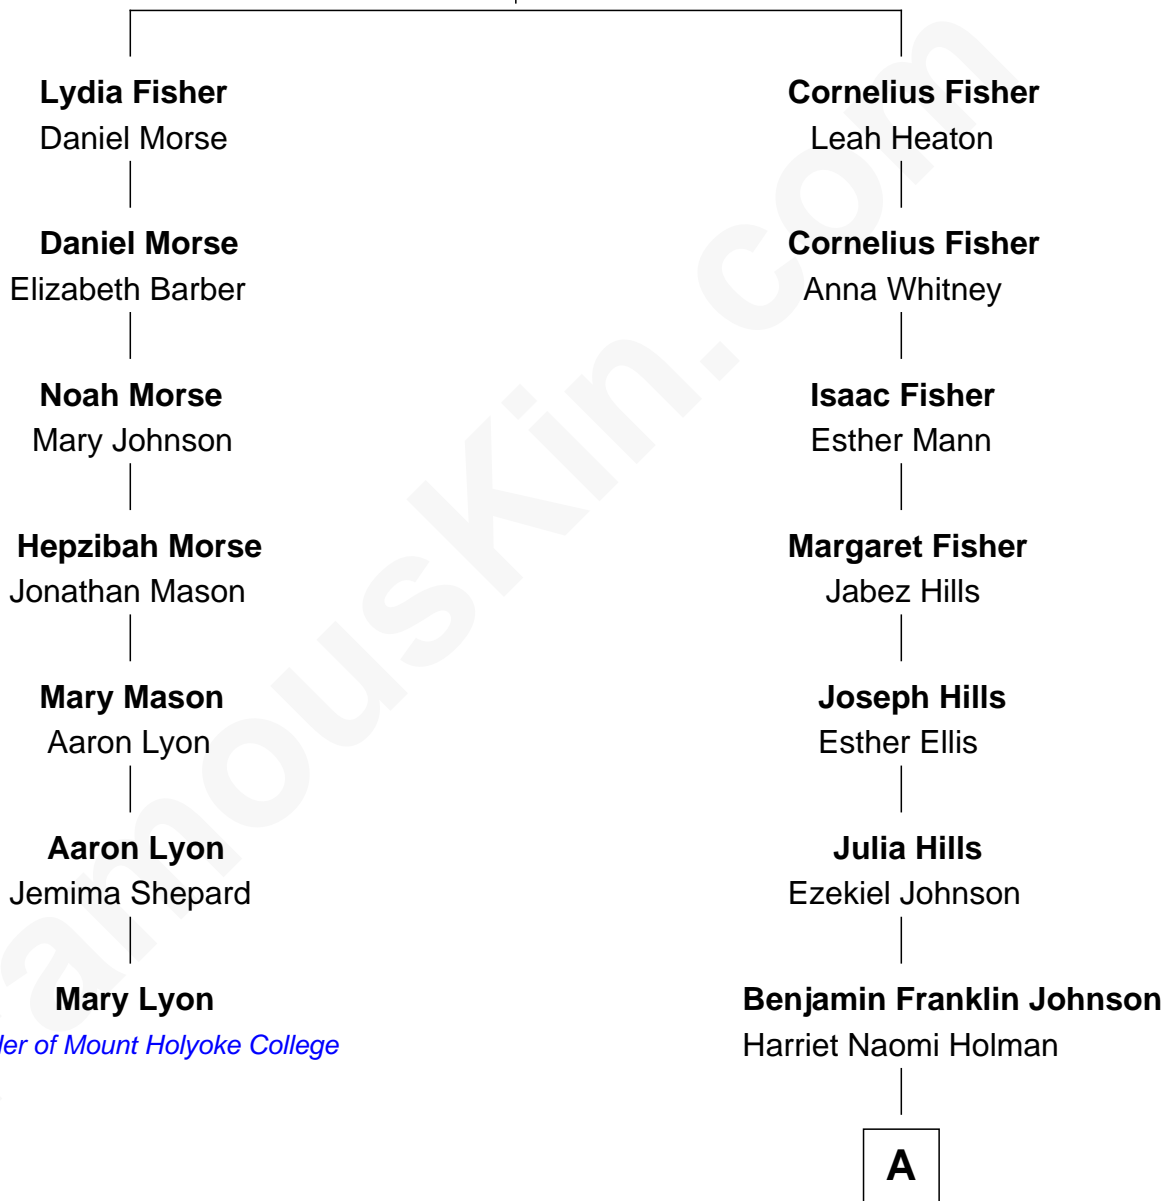 Lydia Fisher
Daniel Morse
Cornelius Fisher
Leah Heaton
Daniel Morse
Elizabeth Barber
Cornelius Fisher
Anna Whitney
Noah Morse
Mary Johnson
Isaac Fisher
Esther Mann
Hepzibah Morse
Jonathan Mason
Margaret Fisher
Jabez Hills
Mary Mason
Aaron Lyon
Joseph Hills
Esther Ellis
Aaron Lyon
Jemima Shepard
Julia Hills
Ezekiel Johnson
Mary Lyon
of Mount Holyoke College
Benjamin Franklin Johnson
Harriet Naomi Holman
A
amouskin.com